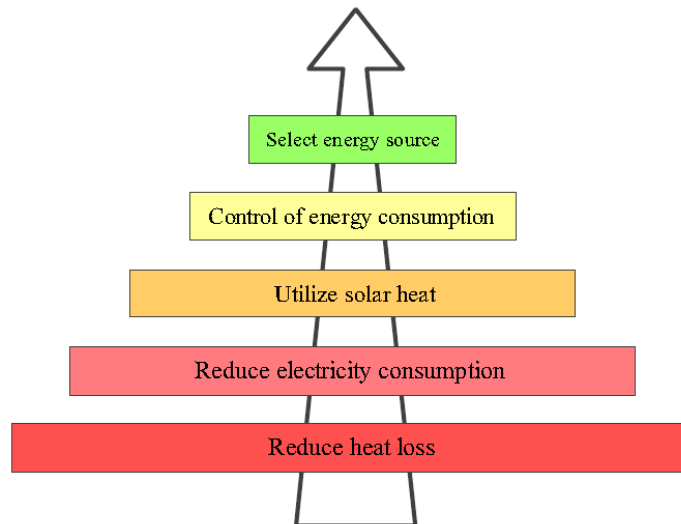 Select energy source
Control of energy consumption
Utilize solar heat
Reduce electricity consumption
Reduce heat loss